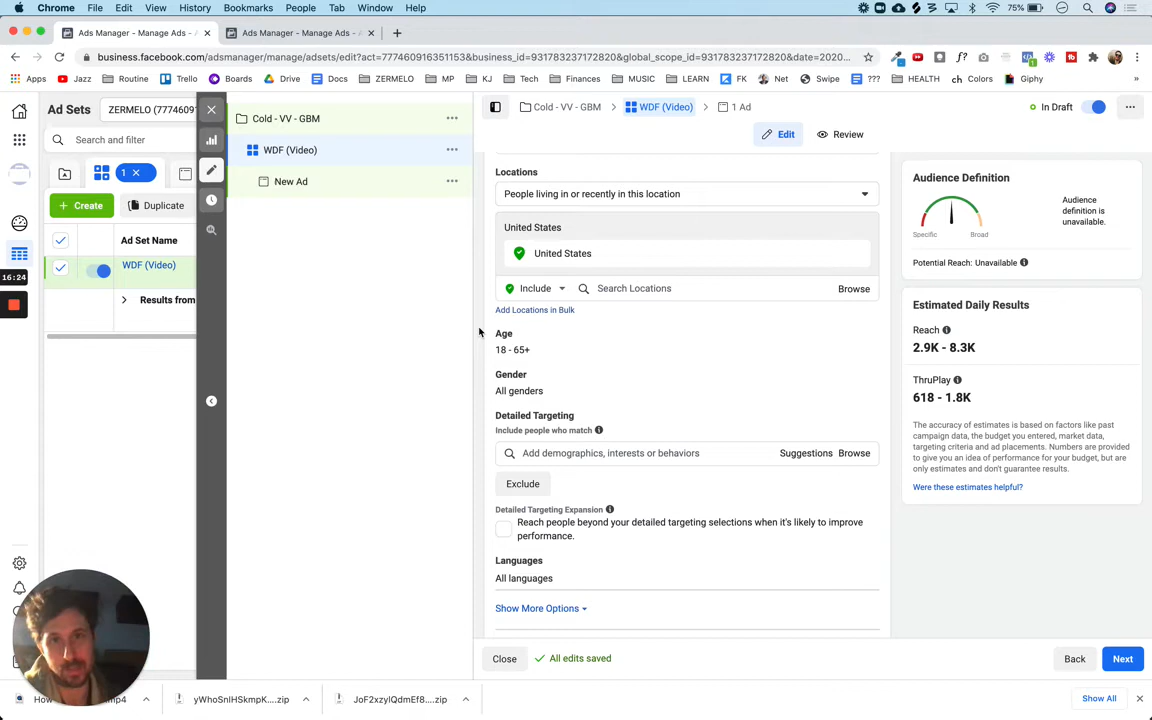 Chrome File Edit View History Bookmarks People Tab Window Help 75%
Ads Manager - Manage Ads - Ads Manager - Manage Ads -
business.facebook.com/adsmanager/manage/adsets/edit?act=77746091635115​3&business_id=931783237172820&global_scope_id=931783237172820&date=2020...
Apps Jazz Routine Trello Boards Drive Docs ZERMELO MP KJ Tech Finances MUSIC LEARN FK Net Swipe ??? HEALTH ch Colors Giphy »
Ad Sets ZERMELO (7774609
Search and filter
1
Create Duplicate
Ad Set Name
WDF (Video)
Results from
16:24
Cold - VV - GBM
WDF (Video)
New Ad
Cold - VV - GBM WDF (Video) 1 Ad In Draft
Edit Review
Locations
People living in or recently in this location
United States
United States
Include Search Locations Browse
Add Locations in Bulk
Age
18 - 65+
Gender
All genders
Detailed Targeting
Include people who match
Add demographics, interests or behaviors Suggestions Browse
Exclude
Detailed Targeting Expansion
Reach people beyond your detailed targeting selections when it's likely to improve
performance.
Languages
All languages
Show More Options
Close All edits saved Back Next
Audience Definition
Specific Broad
Audience
definition is
unavailable.
Potential Reach: Unavailable
Estimated Daily Results
Reach
2.9K - 8.3K
ThruPlay
618 - 1.8K
The accuracy of estimates is based on factors like past
campaign data, the budget you entered, market data,
targeting criteria and ad placements. Numbers are provided
to give you an idea of performance for your budget, but are
only estimates and don't guarantee results.
Were these estimates helpful?
How mp4 yWhoSnIHSkmpK....zip JoF2xzyIQdmEf8....zip Show All